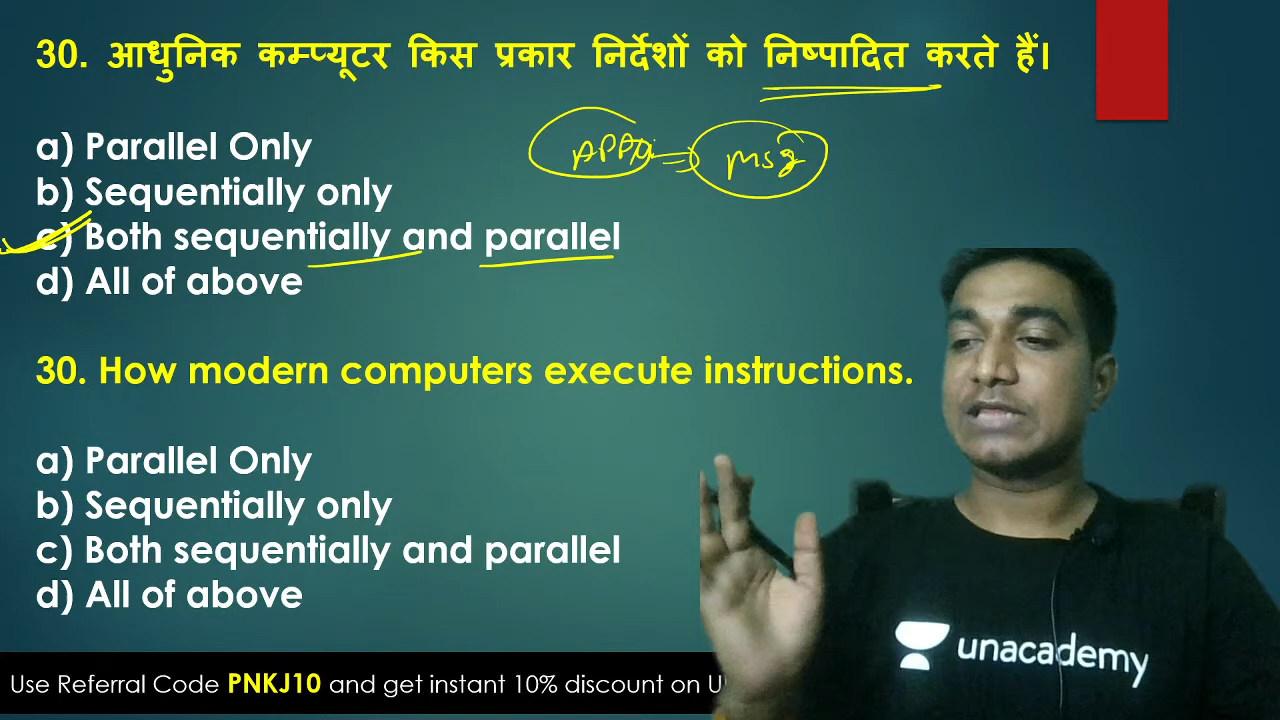 30. आधुनिक कम्प्यूटर किस प्रकार निर्देशों को निष्पादित करते हैं।
a) Parallel Only
b) Sequentially only
c) Both sequentially and parallel
d) All of above
msg
30. How modern computers execute instructions.
a) Parallel Only
b) Sequentially only
c) Both sequentially and parallel
d) All of above
unacademy
Use Referral Code PNKJ10 and get instant 10% discount on U